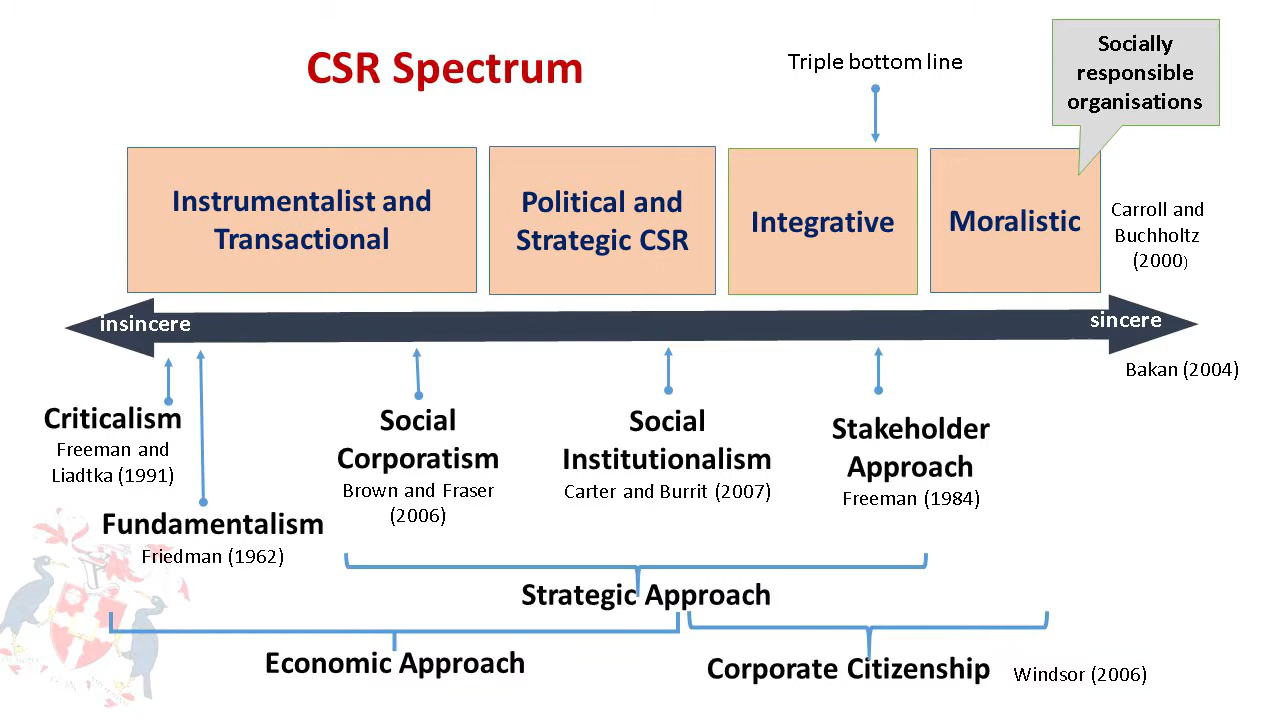 CSR Spectrum
Triple bottom line
Socially
responsible
organisations
Instrumentalist and
Transactional
Political and
Strategic CSR
Integrative
Moralistic
Carroll and
Buchholtz
(2000)
insincere
sincere
Bakan (2004)
Criticalism
Freeman and
Liadtka (1991)
Fundamentalism
Friedman (1962)
Social
Corporatism
Brown and Fraser
(2006)
Social
Institutionalism
Carter and Burrit (2007)
Stakeholder
Approach
Freeman (1984)
Strategic Approach
Economic Approach
Corporate Citizenship
Windsor (2006)